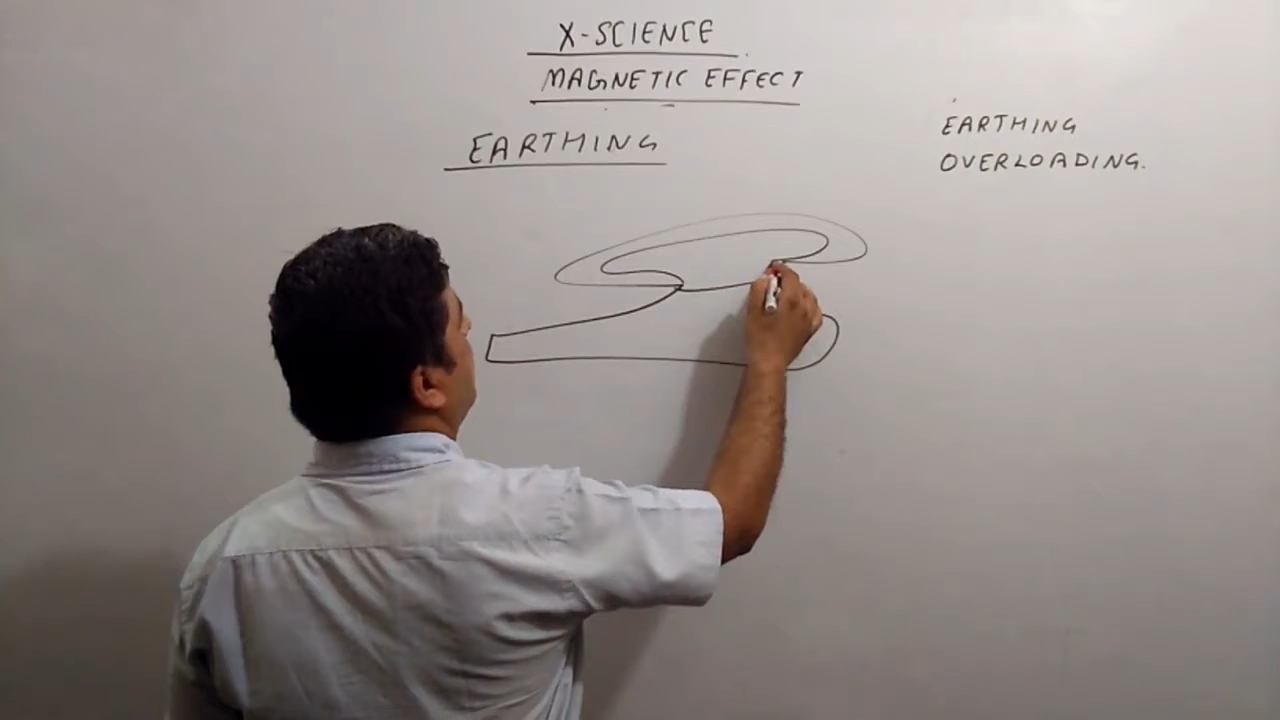 X-SCIENCE
MAGNETIC EFFECT
EARTHING
EARTHING
OVERLOADING.